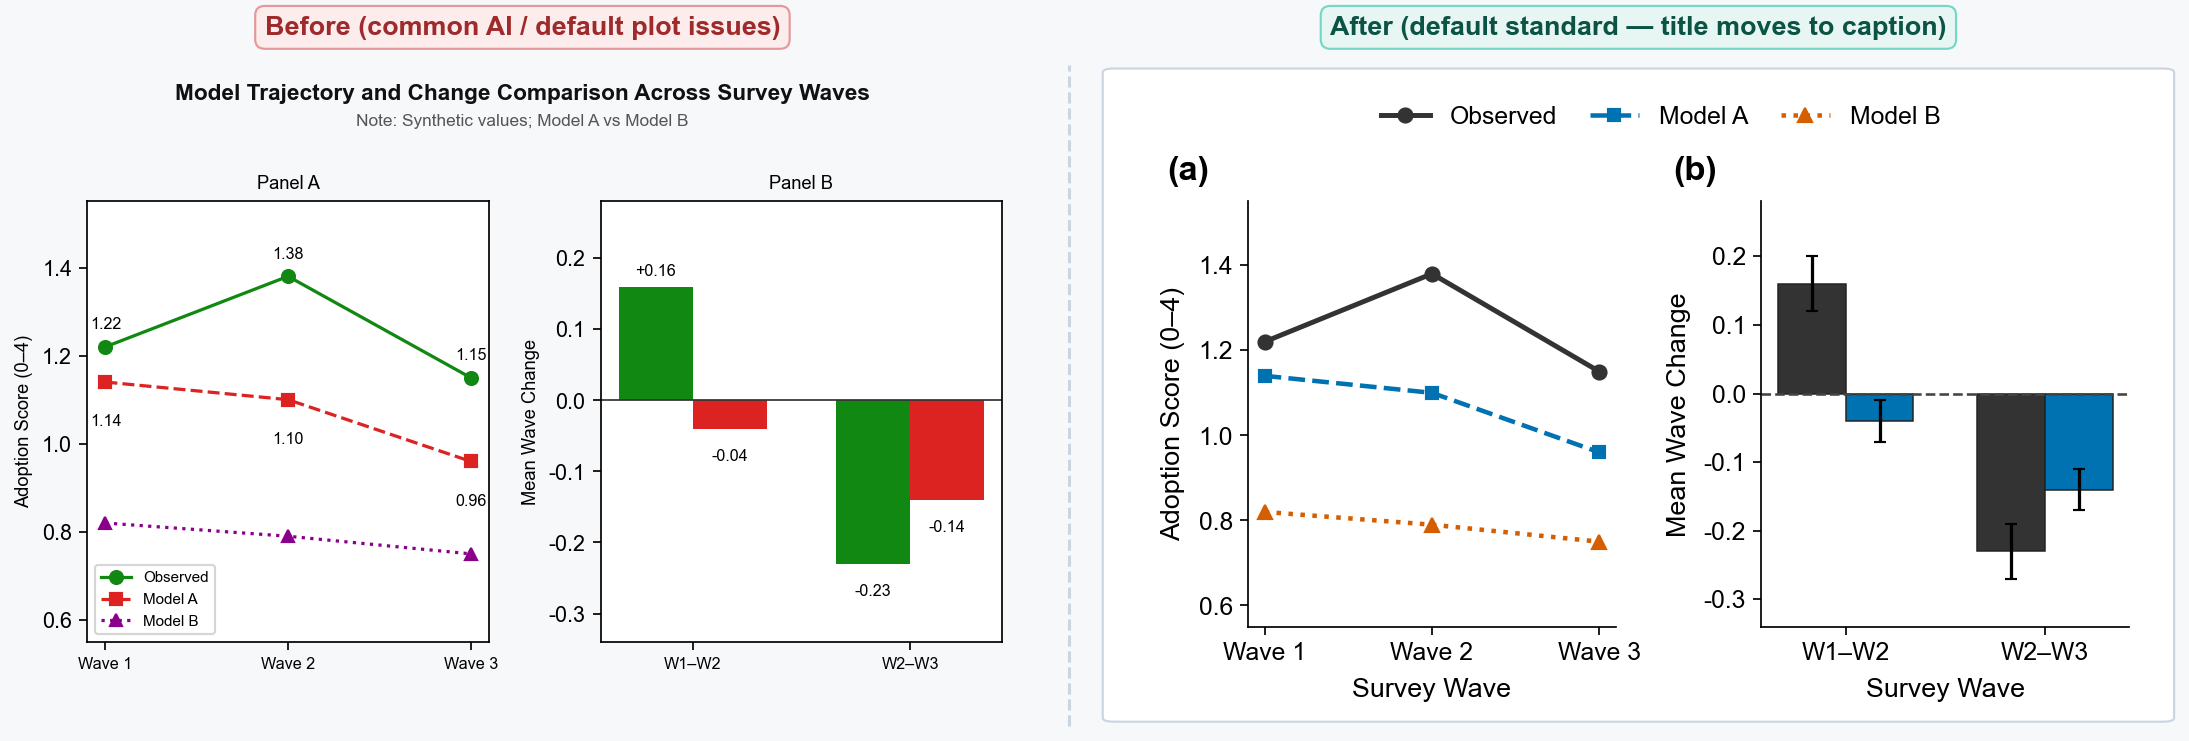 Before (common AI / default plot issues)
Model Trajectory and Change Comparison Across Survey Waves
Note: Synthetic values; Model A vs Model B
Panel A
Adoption Score (0–4)
1.4
1.2
1.0
0.8
0.6
1.22
1.38
1.15
1.14
1.10
0.96
Observed
Model A
Model B
Wave 1
Wave 2
Wave 3
Panel B
Mean Wave Change
0.2
0.1
0.0
-0.1
-0.2
-0.3
+0.16
-0.04
-0.23
-0.14
W1–W2
W2–W3
After (default standard — title moves to caption)
Observed
Model A
Model B
(a)
Adoption Score (0–4)
1.4
1.2
1.0
0.8
0.6
Wave 1
Wave 2
Wave 3
Survey Wave
(b)
Mean Wave Change
0.2
0.1
0.0
-0.1
-0.2
-0.3
W1–W2
W2–W3
Survey Wave